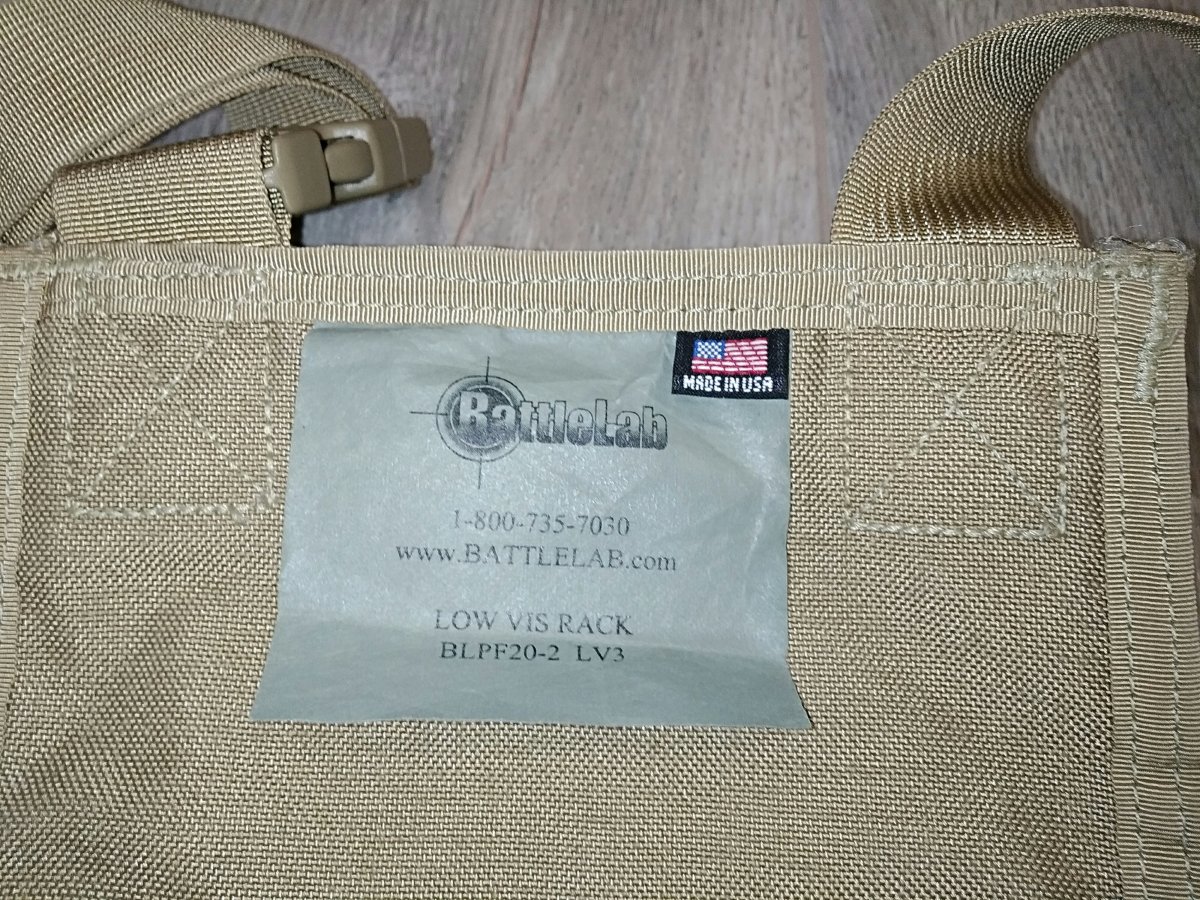 MADE IN USA
BattleLab
1-800-735-7030
www.BATTLELAB.com
LOW VIS RACK
BLPF20-2 LV3